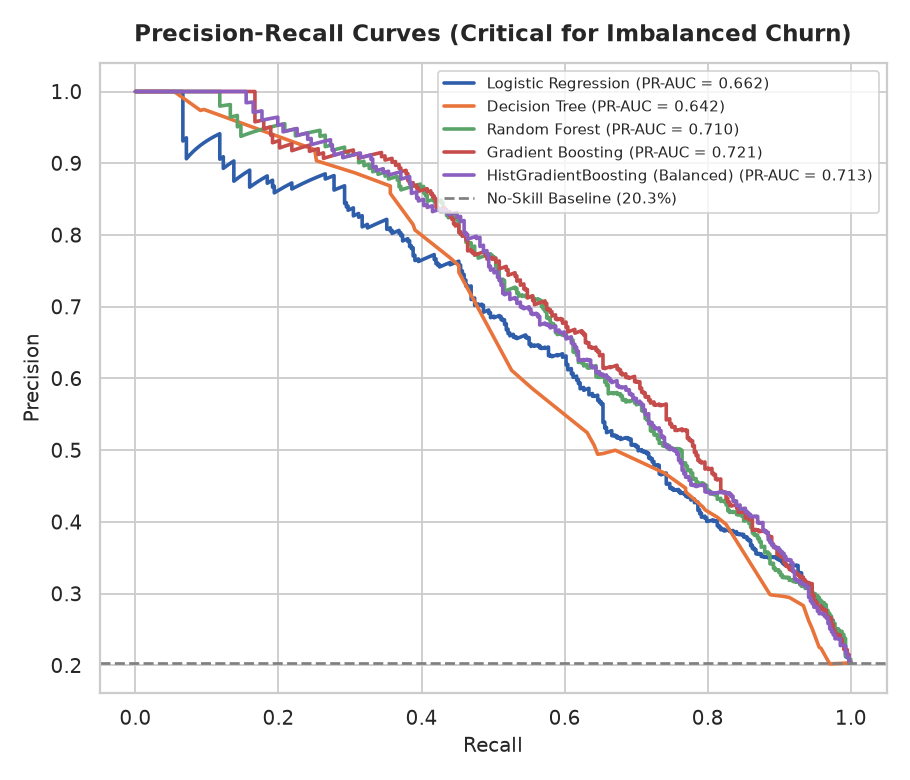 Precision-Recall Curves (Critical for Imbalanced Churn)
Logistic Regression (PR-AUC = 0.662)
Decision Tree (PR-AUC = 0.642)
Random Forest (PR-AUC = 0.710)
Gradient Boosting (PR-AUC = 0.721)
HistGradientBoosting (Balanced) (PR-AUC = 0.713)
No-Skill Baseline (20.3%)
Precision
1.0
0.9
0.8
0.7
0.6
0.5
0.4
0.3
0.2
0.0 0.2 0.4 0.6 0.8 1.0
Recall